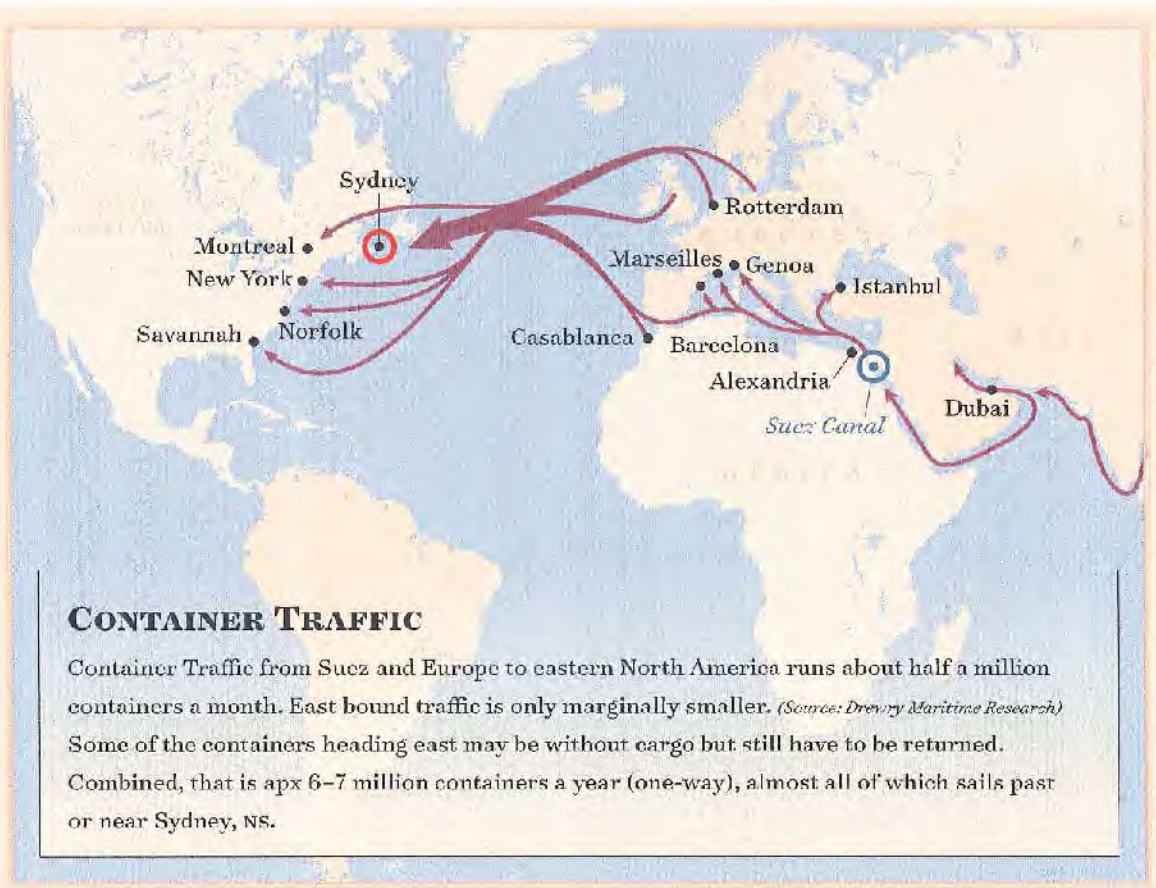 Sydney
Rotterdam
Montreal
Marseilles
Genoa
New York
Istanbul
Savannah
Norfolk
Casablanca
Barcelona
Alexandria
Dubai
Suez Canal
CONTAINER TRAFFIC
Container Traffic from Suez and Europe to eastern North America runs about half a million
containers a month. East bound traffic is only marginally smaller. (Source: Drewry Maritime Research)
Some of the containers heading east may be without cargo but still have to be returned.
Combined, that is apx 6–7 million containers a year (one-way), almost all of which sails past
or near Sydney, NS.